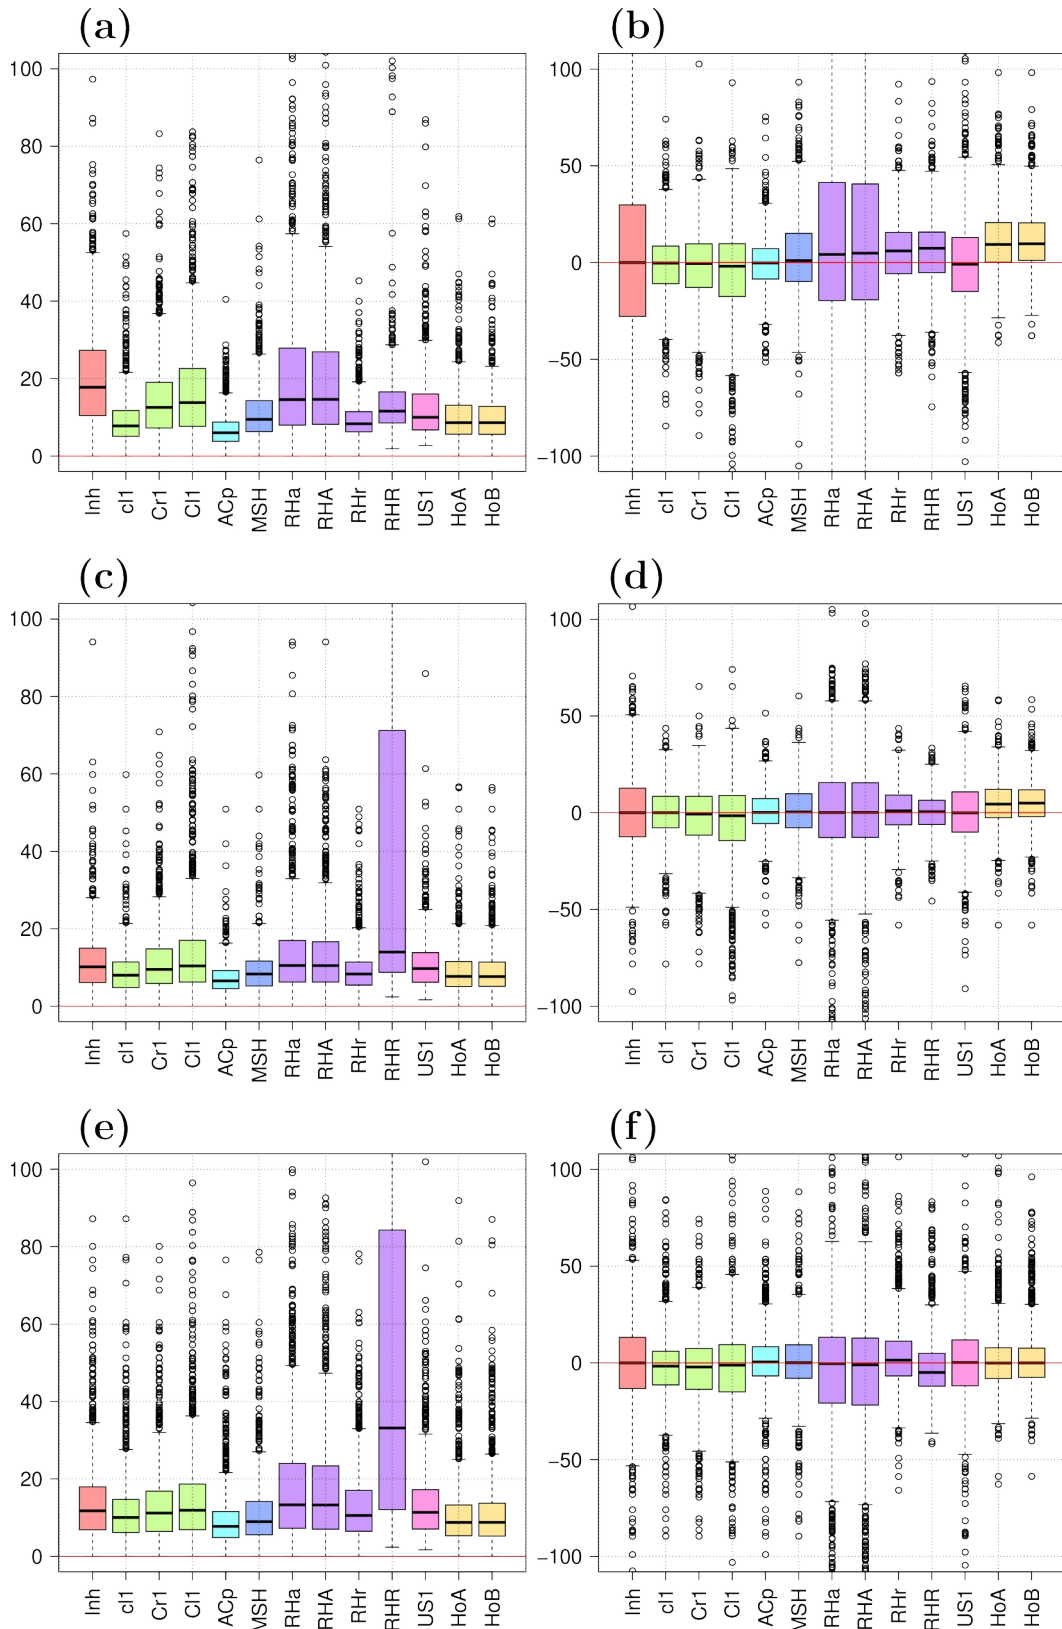 (a) (b)
100 80 60 40 20 0
100 50 0 −50 −100
Inh cl1 Cr1 Cl1 ACp MSH RHa RHA RHr RHR US1 HoA HoB
Inh cl1 Cr1 Cl1 ACp MSH RHa RHA RHr RHR US1 HoA HoB
(c) (d)
100 80 60 40 20 0
100 50 0 −50 −100
Inh cl1 Cr1 Cl1 ACp MSH RHa RHA RHr RHR US1 HoA HoB
Inh cl1 Cr1 Cl1 ACp MSH RHa RHA RHr RHR US1 HoA HoB
(e) (f)
100 80 60 40 20 0
100 50 0 −50 −100
Inh cl1 Cr1 Cl1 ACp MSH RHa RHA RHr RHR US1 HoA HoB
Inh cl1 Cr1 Cl1 ACp MSH RHa RHA RHr RHR US1 HoA HoB